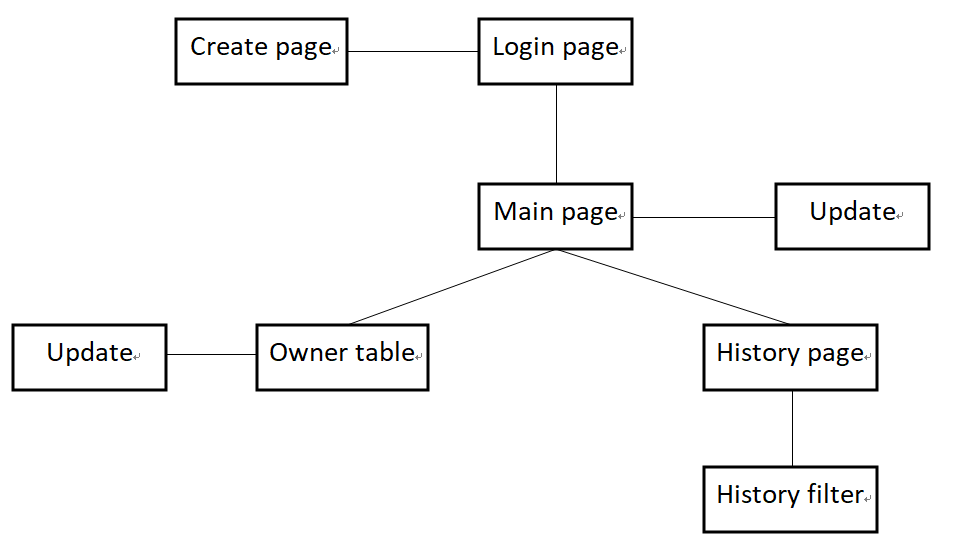 Create page
Login page
Main page
Update
Update
Owner table
History page
History filter